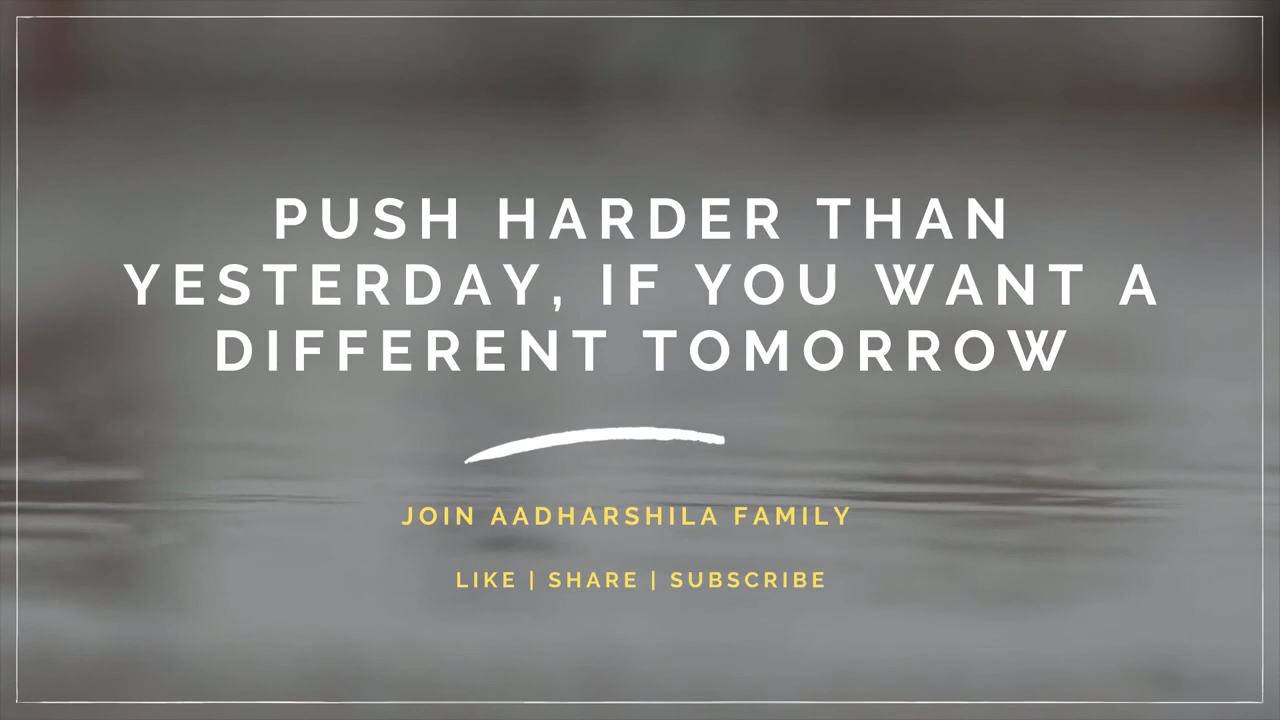 PUSH HARDER THAN
YESTERDAY, IF YOU WANT A
DIFFERENT TOMORROW
JOIN AADHARSHILA FAMILY
LIKE | SHARE | SUBSCRIBE